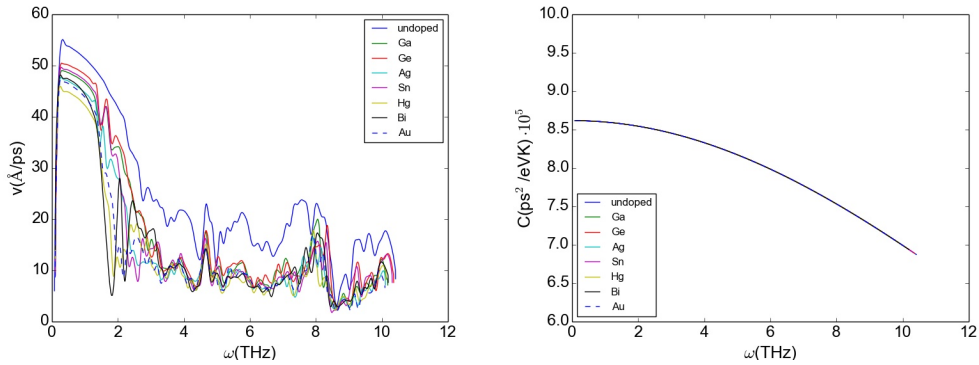 60
50
40
30
20
10
0
v(Å/ps)
0 2 4 6 8 10 12
ω(THz)
undoped
Ga
Ge
Ag
Sn
Hg
Bi
Au
10.0
9.5
9.0
8.5
8.0
7.5
7.0
6.5
6.0
C(ps² /eVK) ·10⁵
0 2 4 6 8 10 12
ω(THz)
undoped
Ga
Ge
Ag
Sn
Hg
Bi
Au